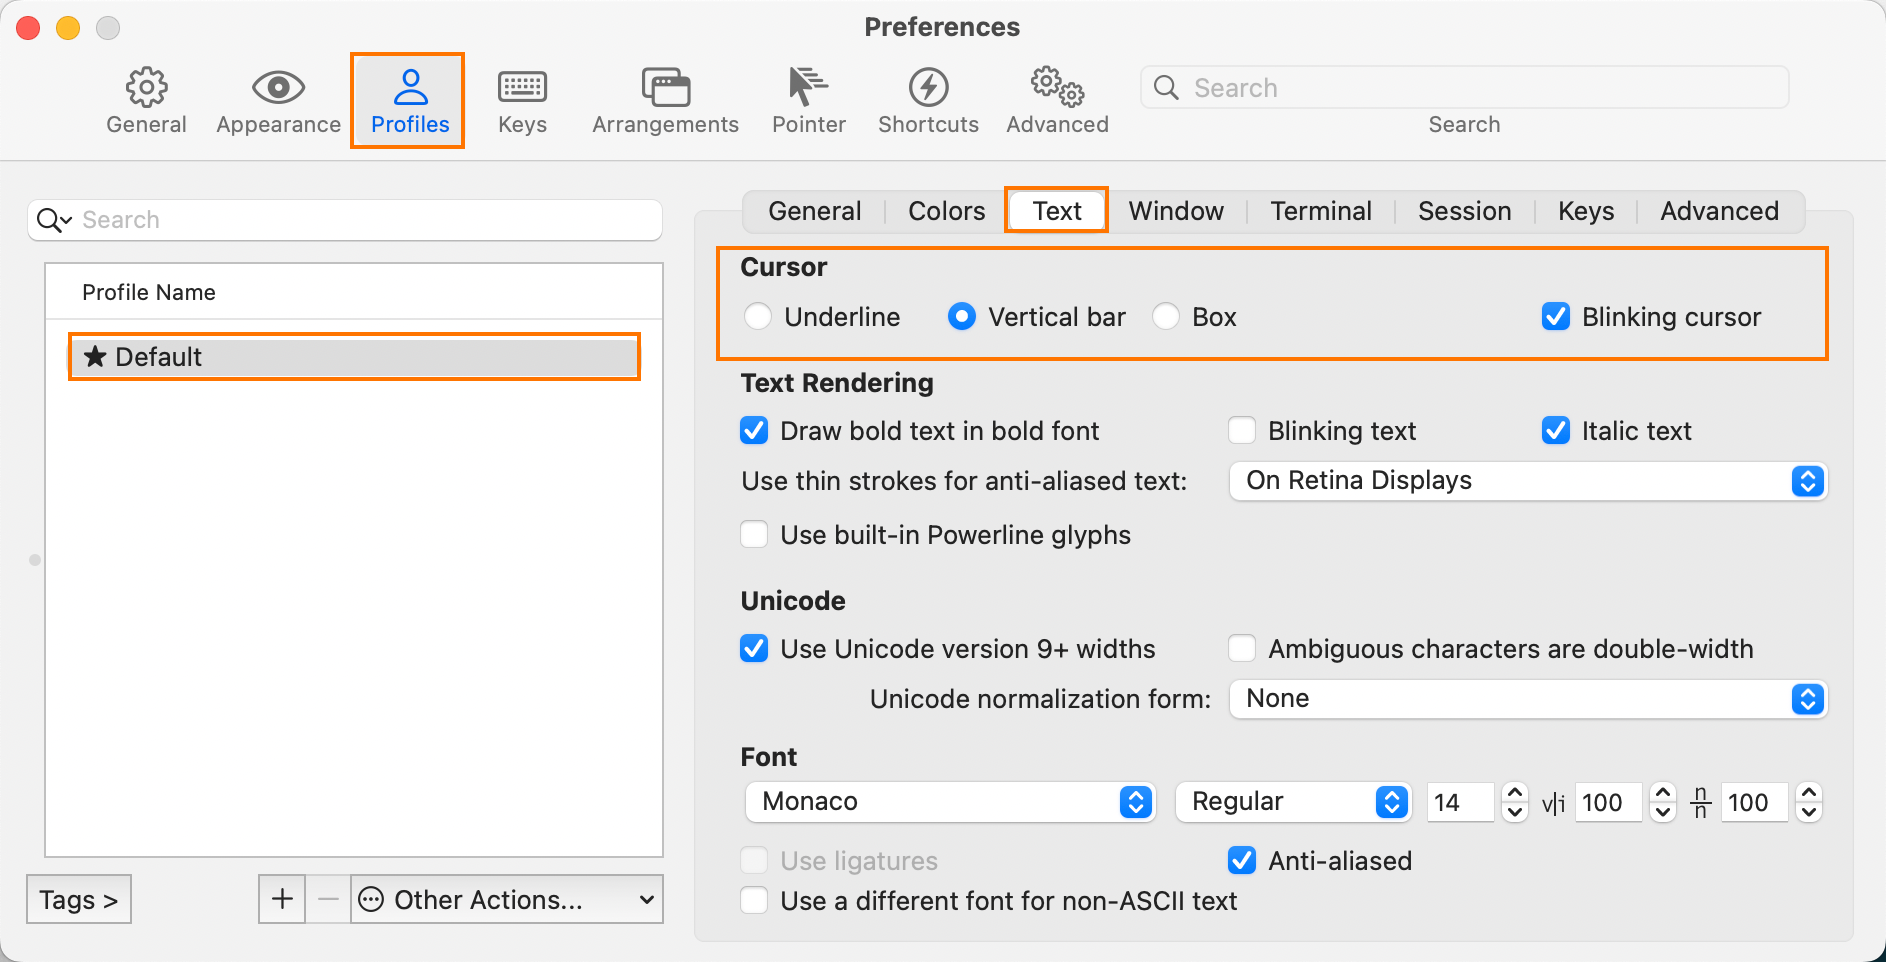 Preferences
General Appearance Profiles Keys Arrangements Pointer Shortcuts Advanced Search
Search
Search
General Colors Text Window Terminal Session Keys Advanced
Profile Name
★ Default
Cursor
Underline Vertical bar Box Blinking cursor
Text Rendering
Draw bold text in bold font Blinking text Italic text
Use thin strokes for anti-aliased text: On Retina Displays
Use built-in Powerline glyphs
Unicode
Use Unicode version 9+ widths Ambiguous characters are double-width
Unicode normalization form: None
Font
Monaco Regular 14 v|i 100 n/n 100
Use ligatures Anti-aliased
Use a different font for non-ASCII text
Tags > + − Other Actions...